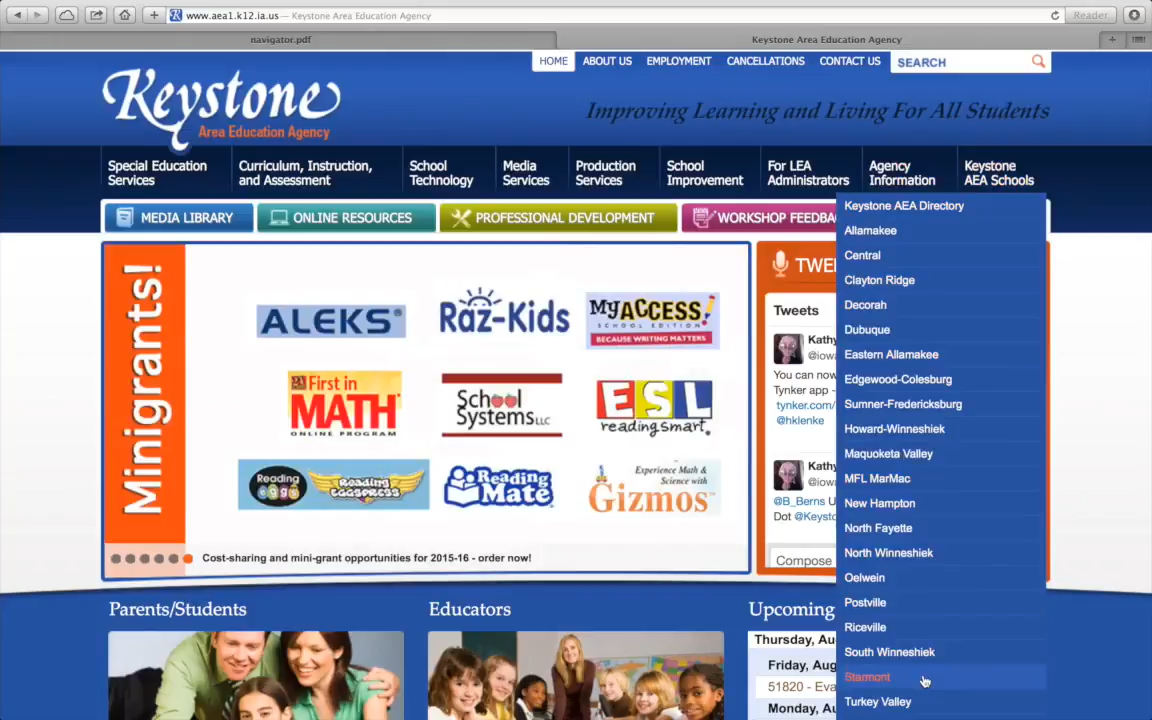 www.aea1.k12.ia.us — Keystone Area Education Agency
Reader
navigator.pdf
Keystone Area Education Agency
HOME
ABOUT US
EMPLOYMENT
CANCELLATIONS
CONTACT US
SEARCH
Keystone
Area Education Agency
Improving Learning and Living For All Students
Special Education
Services
Curriculum, Instruction,
and Assessment
School
Technology
Media
Services
Production
Services
School
Improvement
For LEA
Administrators
Agency
Information
Keystone
AEA Schools
MEDIA LIBRARY
ONLINE RESOURCES
PROFESSIONAL DEVELOPMENT
WORKSHOP FEEDBA
Keystone AEA Directory
Allamakee
Central
Clayton Ridge
Decorah
Dubuque
Eastern Allamakee
Edgewood-Colesburg
Sumner-Fredericksburg
Howard-Winneshiek
Maquoketa Valley
MFL MarMac
New Hampton
North Fayette
North Winneshiek
Oelwein
Postville
Riceville
South Winneshiek
Starmont
Turkey Valley
Minigrants!
ALEKS®
Raz-Kids
MY ACCESS!
SCHOOL EDITION
BECAUSE WRITING MATTERS
First in
MATH
ONLINE PROGRAM
School
Systems LLC
ESL
readingsmart.
Reading
eggs
Reading
eggspress
Reading
Mate
Experience Math &
Science with
Gizmos
Cost-sharing and mini-grant opportunities for 2015-16 - order now!
TWE
Tweets
Kathy
@iowa
You can now
Tynker app -
tynker.com/
@hklenke
Kathy
@iowa
@B_Berns U
Dot @Keysto
Compose
Parents/Students
Educators
Upcoming
Thursday, Au
Friday, Aug
51820 - Eva
Monday, Au